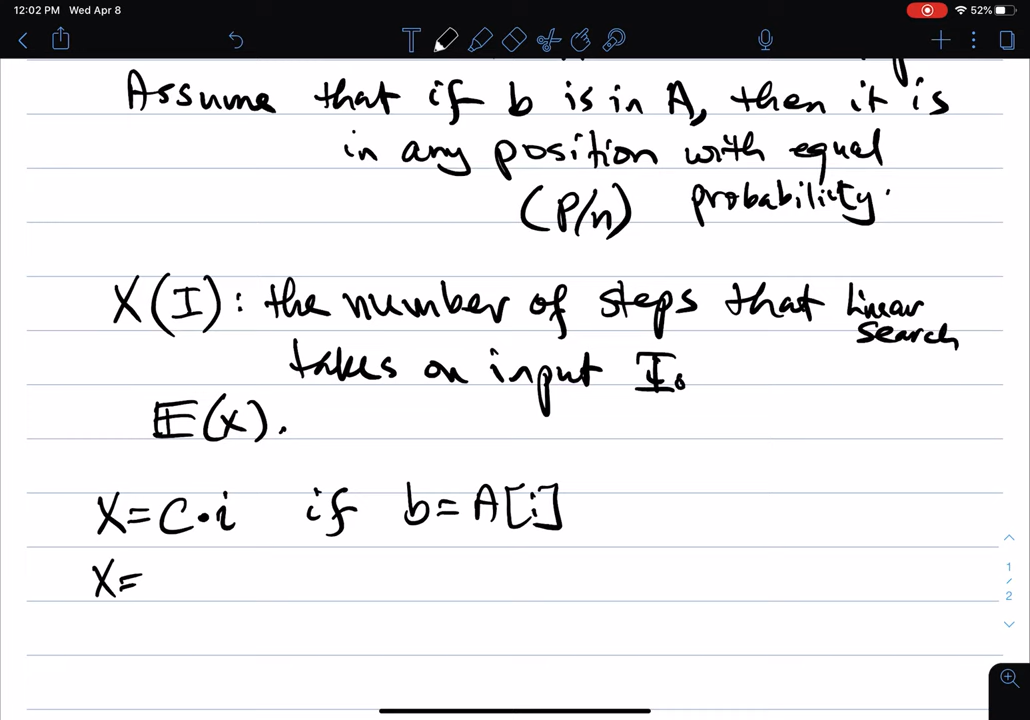 12:02 PM Wed Apr 8
52%
T
Assume that if b is in A, then it is
in any position with equal
(P/n) probability.
X(I): the number of steps that Linear
search
takes on input I.
E(X).
X=C·i if b=A[i]
X=
1
/
2